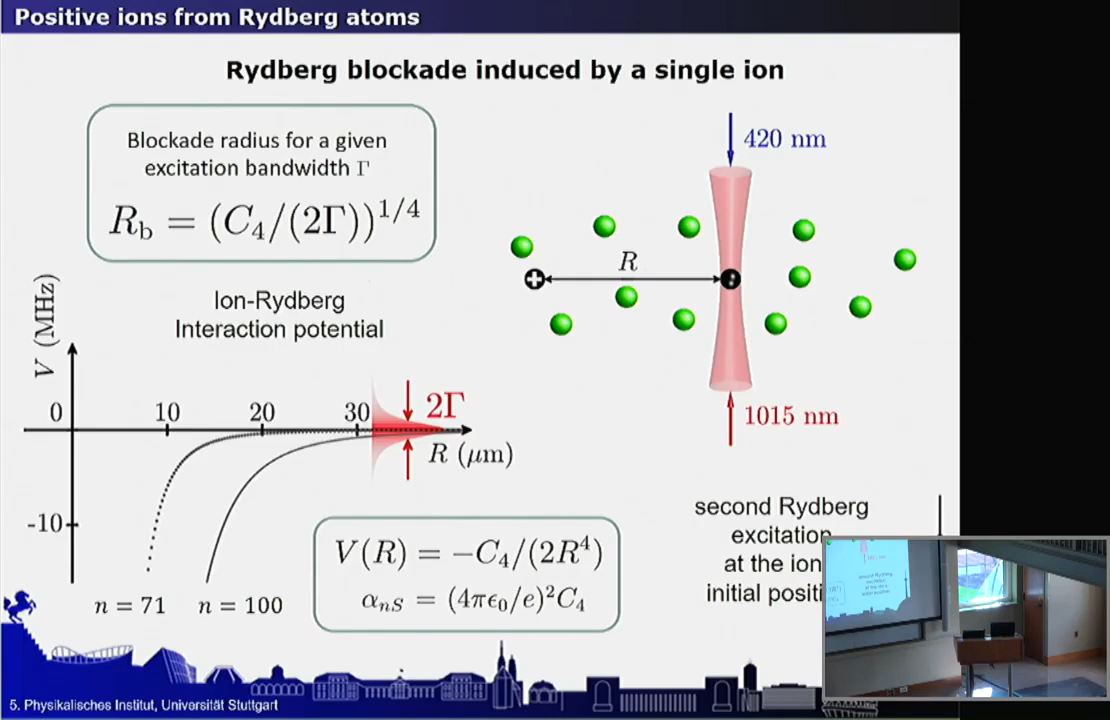 Positive ions from Rydberg atoms
Rydberg blockade induced by a single ion
Blockade radius for a given
excitation bandwidth Γ
R_b = (C_4/(2Γ))^{1/4}
420 nm
R
1015 nm
Ion-Rydberg
Interaction potential
V (MHz)
0 10 20 30
2Γ
R (μm)
-10
n = 71 n = 100
V(R) = −C_4/(2R^4)
α_{nS} = (4πϵ_0/e)^2C_4
second Rydberg
excitation
at the ion
initial positi
5. Physikalisches Institut, Universität Stuttgart